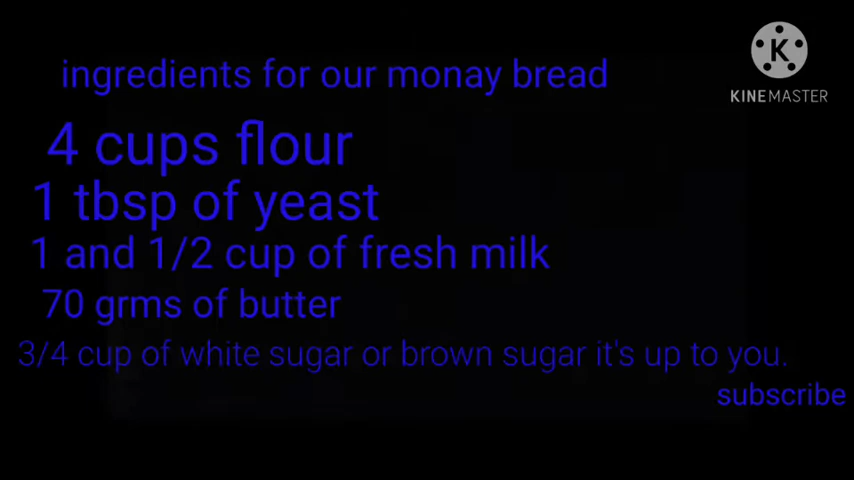 ingredients for our monay bread
K
KINEMASTER
4 cups flour
1 tbsp of yeast
1 and 1/2 cup of fresh milk
70 grms of butter
3/4 cup of white sugar or brown sugar it's up to you.
subscribe